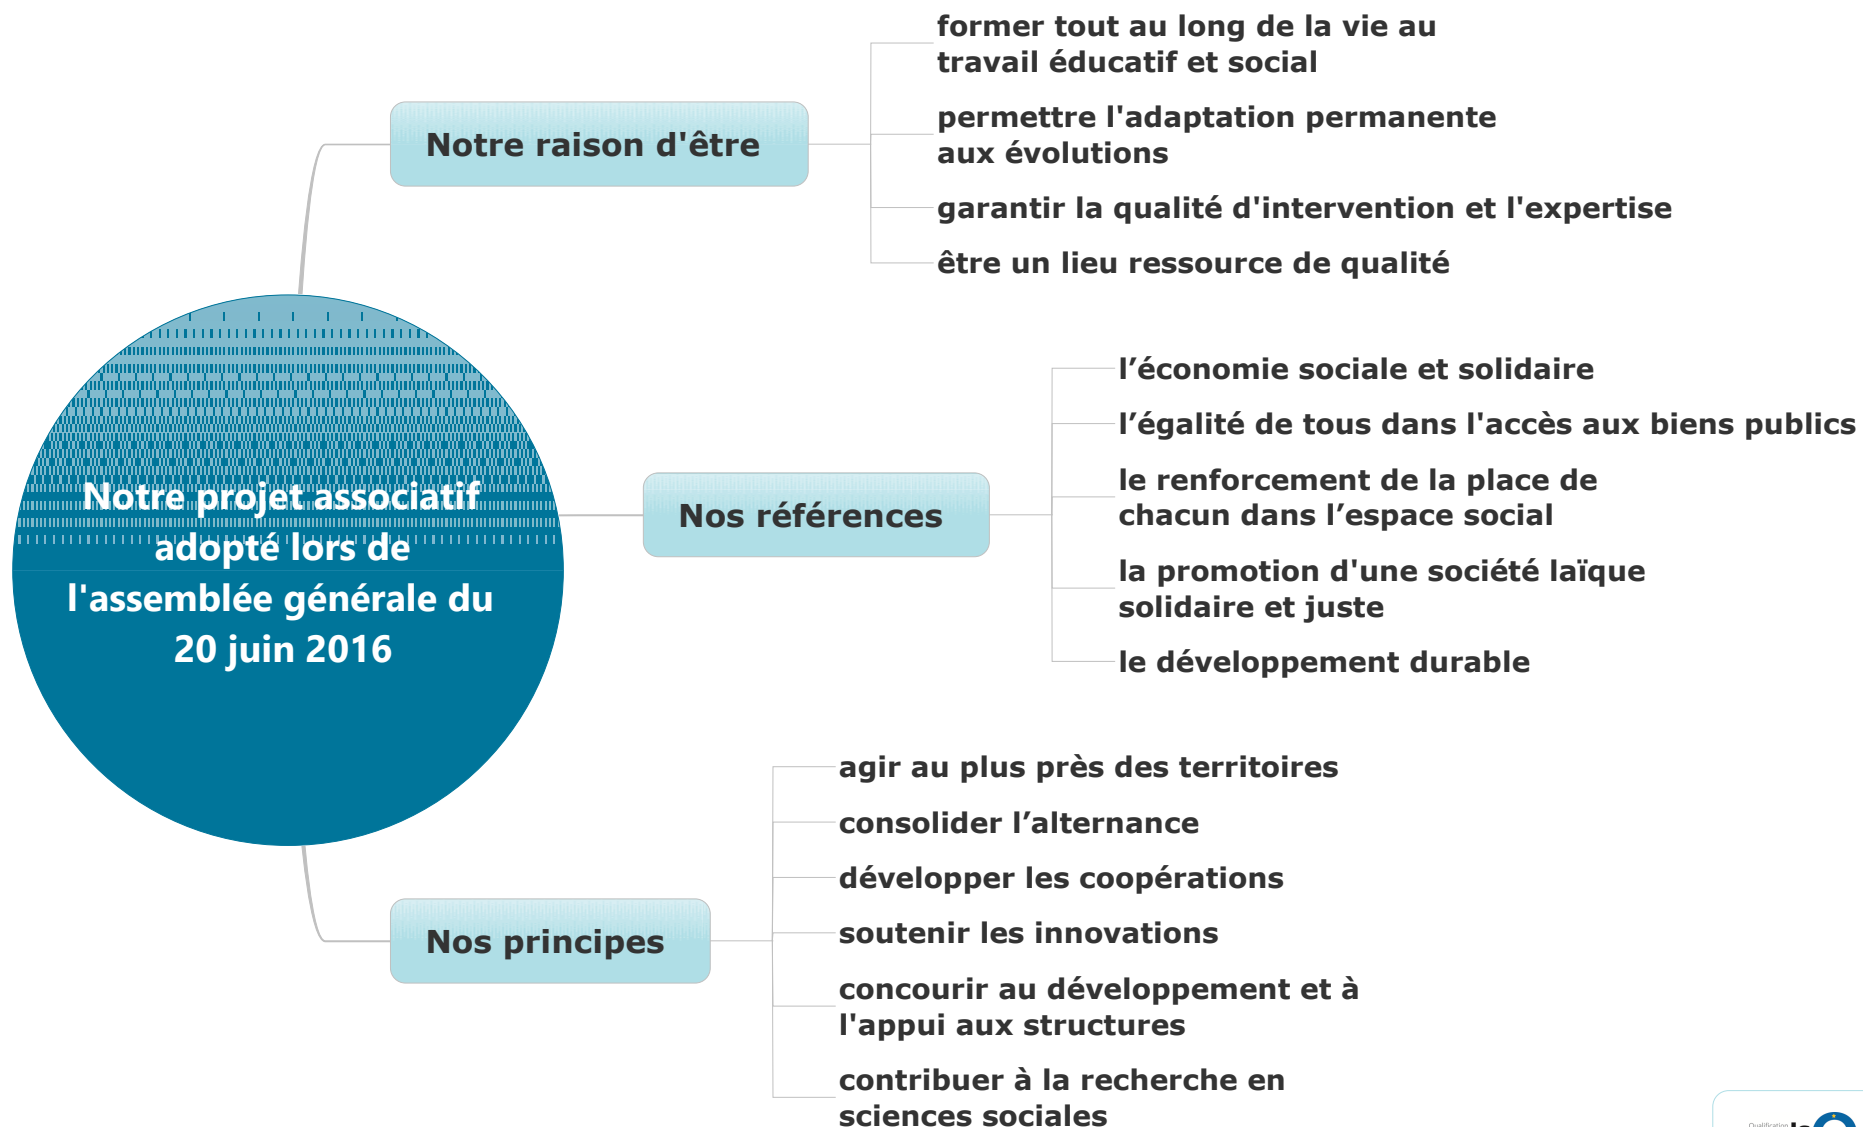 former tout au long de la vie au
travail éducatif et social
permettre l'adaptation permanente
aux évolutions
Notre raison d'être
garantir la qualité d'intervention et l'expertise
être un lieu ressource de qualité
Notre projet associatif
adopté lors de
l'assemblée générale du
20 juin 2016
l’économie sociale et solidaire
l’égalité de tous dans l'accès aux biens publics
le renforcement de la place de
chacun dans l’espace social
Nos références
la promotion d'une société laïque
solidaire et juste
le développement durable
agir au plus près des territoires
consolider l’alternance
développer les coopérations
Nos principes
soutenir les innovations
concourir au développement et à
l'appui aux structures
contribuer à la recherche en
sciences sociales
Qualification